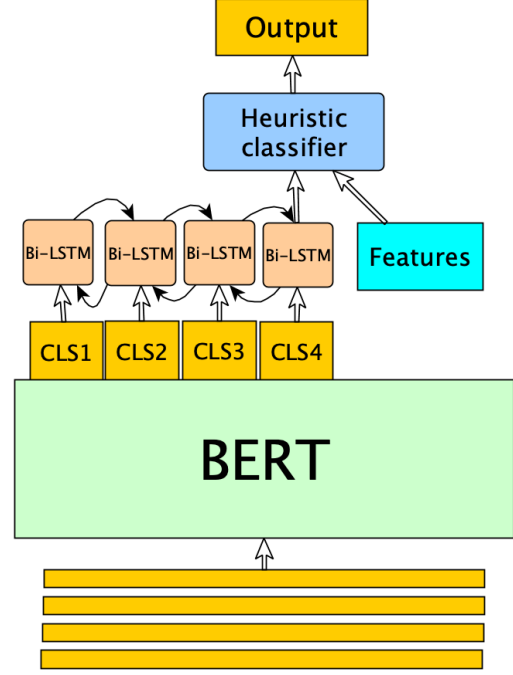 Output
Heuristic
classifier
Bi-LSTM
Bi-LSTM
Bi-LSTM
Bi-LSTM
Features
CLS1
CLS2
CLS3
CLS4
BERT